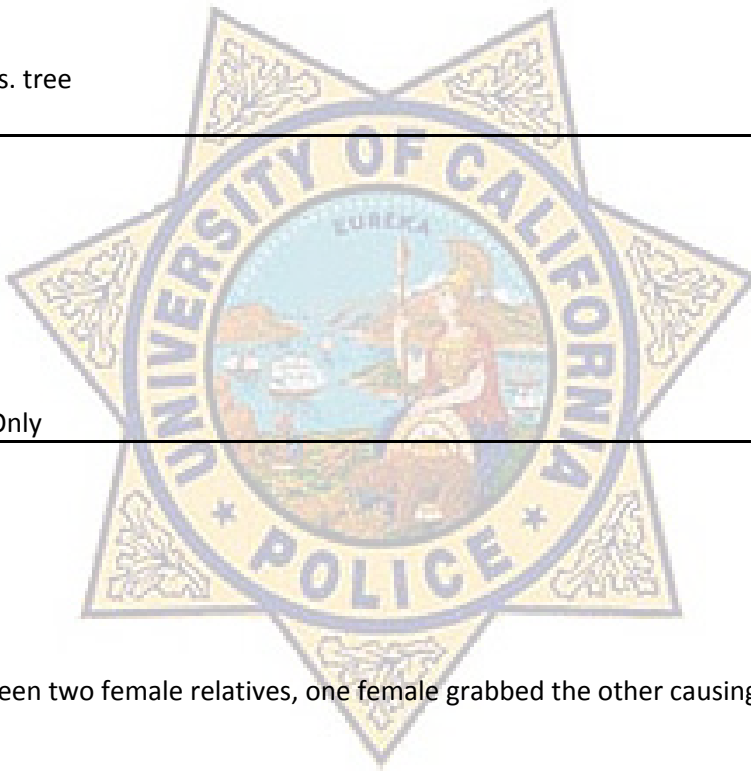 s. tree
UNIVERSITY OF CALIFORNIA
EUREKA
Only
POLICE
een two female relatives, one female grabbed the other causing